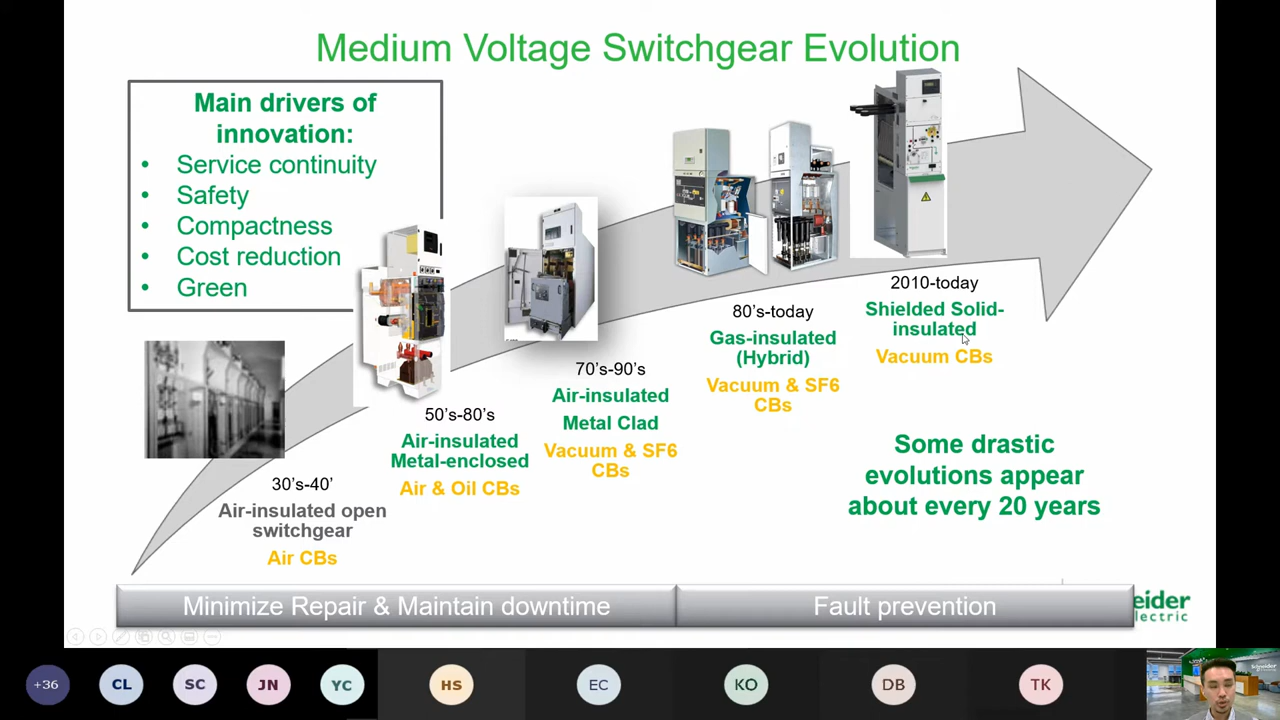 Medium Voltage Switchgear Evolution
Main drivers of
innovation:
• Service continuity
• Safety
• Compactness
• Cost reduction
• Green
30's-40'
Air-insulated open
switchgear
Air CBs
50's-80's
Air-insulated
Metal-enclosed
Air & Oil CBs
70's-90's
Air-insulated
Metal Clad
Vacuum & SF6
CBs
80's-today
Gas-insulated
(Hybrid)
Vacuum & SF6
CBs
2010-today
Shielded Solid-
insulated
Vacuum CBs
Some drastic
evolutions appear
about every 20 years
Minimize Repair & Maintain downtime
Fault prevention
eider
lectric
+36
CL
SC
JN
YC
HS
EC
KO
DB
TK